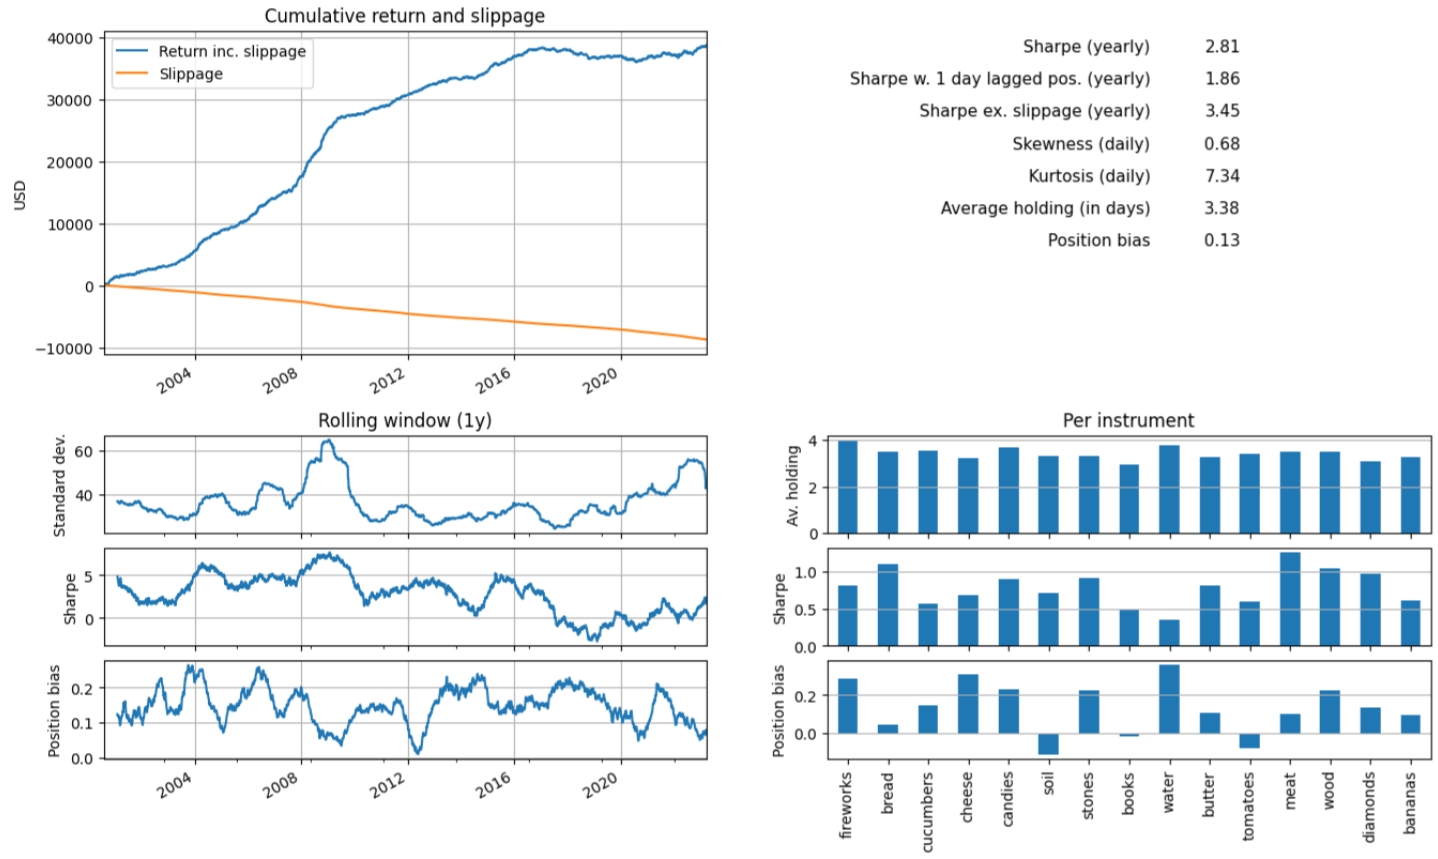 Cumulative return and slippage
Return inc. slippage
Slippage
USD
40000
30000
20000
10000
0
−10000
2004
2008
2012
2016
2020
Sharpe (yearly) 2.81
Sharpe w. 1 day lagged pos. (yearly) 1.86
Sharpe ex. slippage (yearly) 3.45
Skewness (daily) 0.68
Kurtosis (daily) 7.34
Average holding (in days) 3.38
Position bias 0.13
Rolling window (1y)
Standard dev.
60
40
Sharpe
5
0
Position bias
0.2
0.1
0.0
2004
2008
2012
2016
2020
Per instrument
Av. holding
4
2
0
Sharpe
1.0
0.5
0.0
Position bias
0.2
0.0
fireworks
bread
cucumbers
cheese
candies
soil
stones
books
water
butter
tomatoes
meat
wood
diamonds
bananas